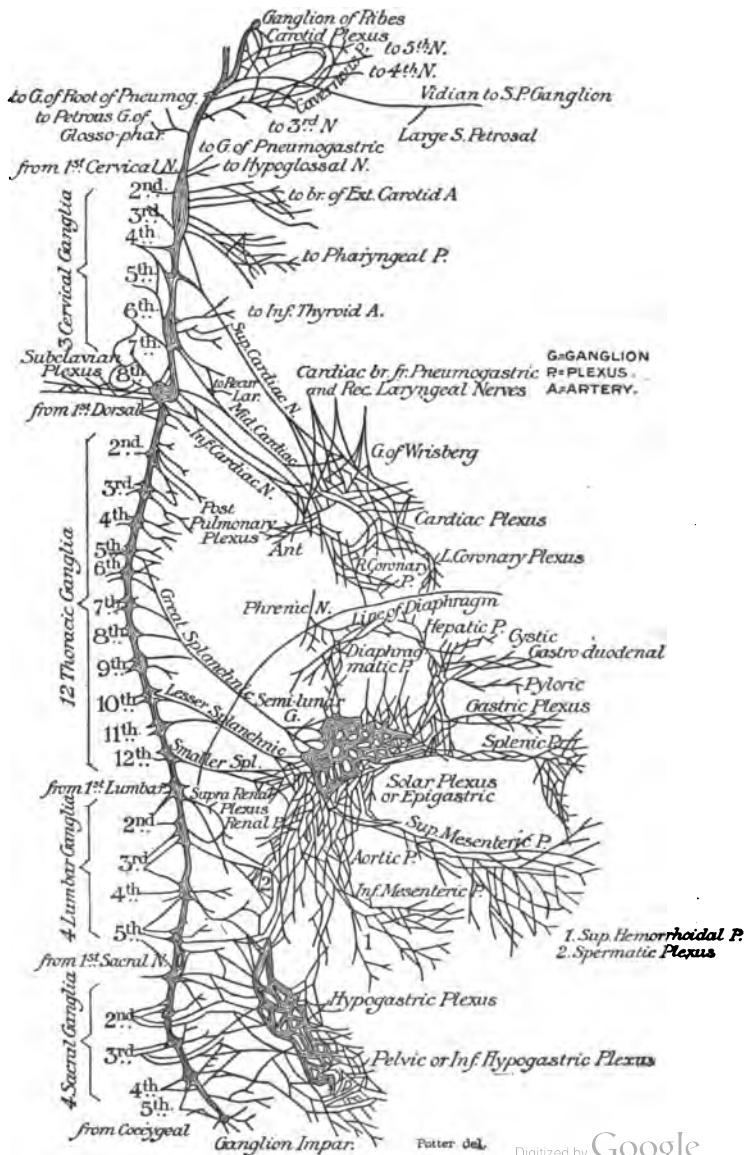 Ganglion of Ribes
Carotid Plexus
to 5th N.
to 4th N.
Cavernous P.
Vidian to S.P. Ganglion
to G. of Root of Pneumog.
to Petrous G. of
Glosso-phar.
to 3rd N
Large S. Petrosal
to G. of Pneumogastric
from 1st Cervical N.
to Hypoglossal N.
2nd.
to br. of Ext. Carotid A
3rd
4th
to Pharyngeal P.
5th
3 Cervical Ganglia
6th
to Inf. Thyroid A.
7th
Sup. Cardiac N.
Subclavian
Plexus
8th
to Recur
Lar.
Mid. Cardiac
Cardiac br. fr. Pneumogastric
and Rec. Laryngeal Nerves
G=GANGLION
P=PLEXUS.
A=ARTERY.
from 1st Dorsal
Inf. Cardiac N.
2nd
G. of Wrisberg
3rd
4th
Post
Pulmonary
Plexus
Ant
Cardiac Plexus
5th
6th
R. Coronary
P.
L. Coronary Plexus
12 Thoracic Ganglia
7th
Great Splanchnic
Phrenic N.
Line of Diaphragm
8th
Hepatic P.
Cystic
Diaphrag
matic P.
Gastro-duodenal
9th
Pyloric
10th
Lesser Splanchnic
Semi-lunar
G.
Gastric Plexus
11th
Splenic P.
12th
Smaller Spl.
from 1st Lumbar
Supra Renal
Plexus
Renal P.
Solar Plexus
or Epigastric
2nd
Sup. Mesenteric P.
4 Lumbar Ganglia
3rd
Aortic P.
4th
2
Inf. Mesenteric P.
5th
1
1. Sup. Hemorrhoidal P.
2. Spermatic Plexus
from 1st Sacral N.
Hypogastric Plexus
4 Sacral Ganglia
2nd
3rd
Pelvic or Inf. Hypogastric Plexus
4th
5th
from Coccygeal
Ganglion Impar.
Potter del.
Digitized by Google